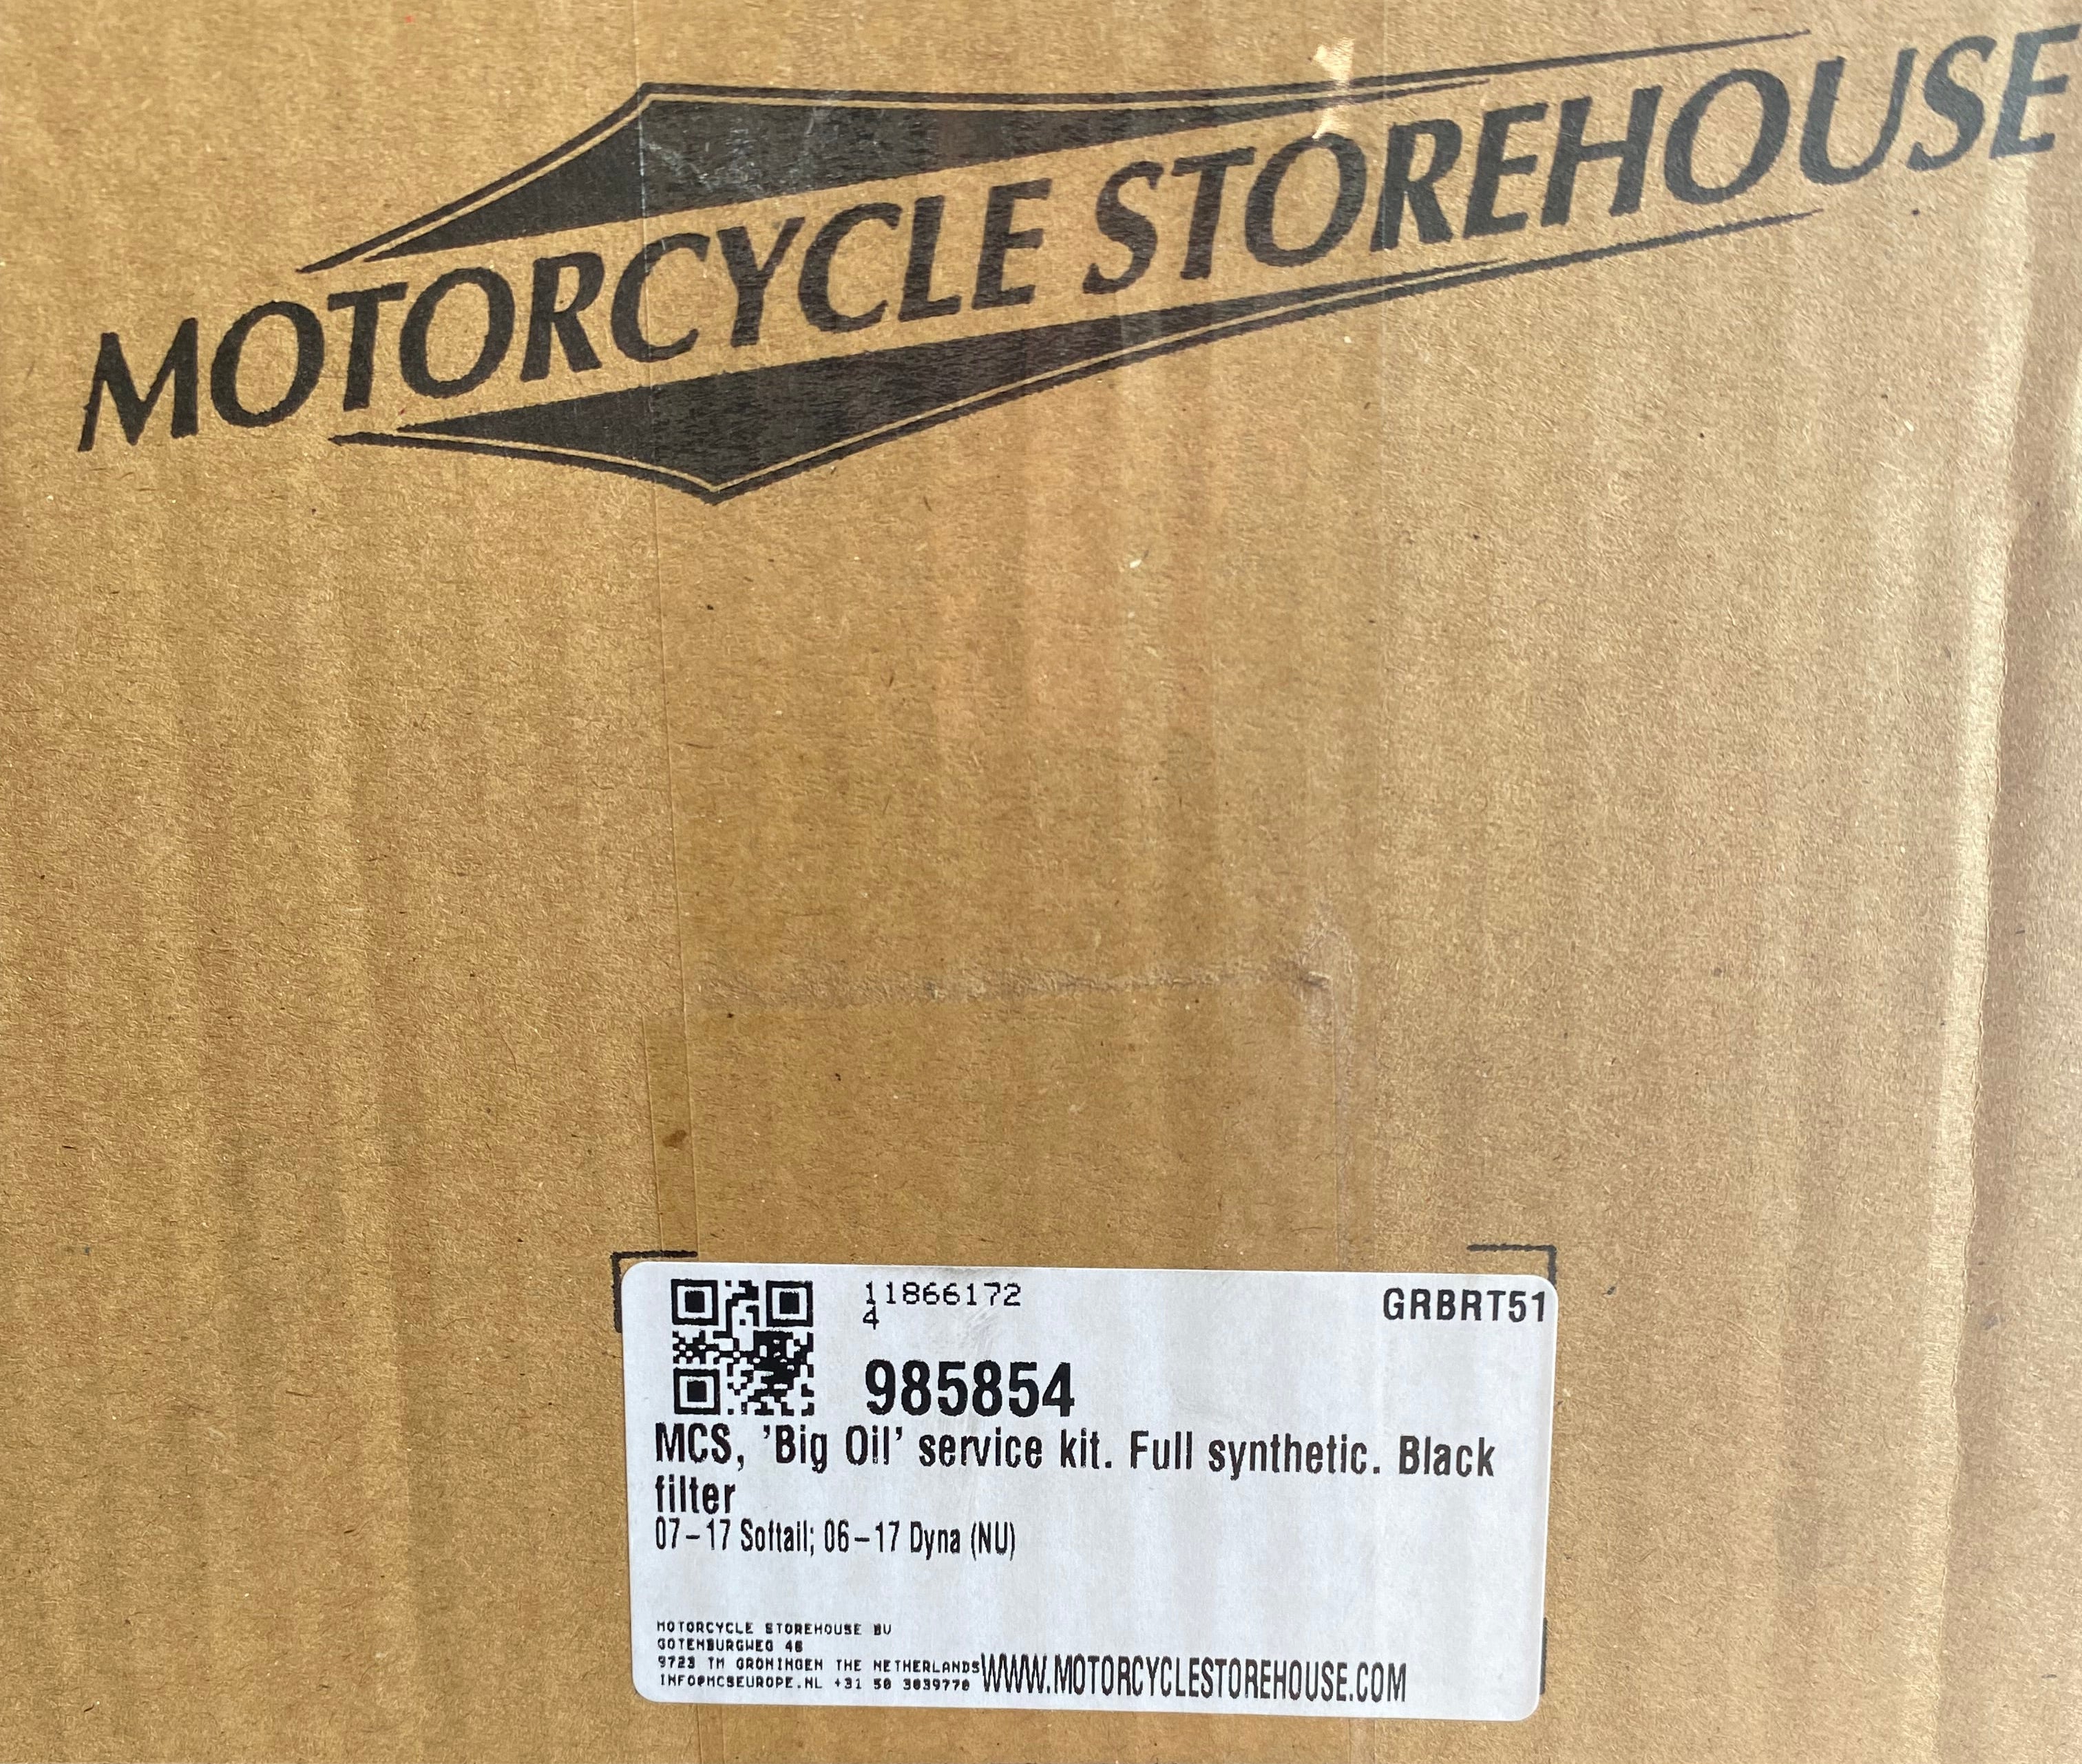 MOTORCYCLE STOREHOUSE
11866172
4
GRBRT51
985854
MCS, 'Big Oil' service kit. Full synthetic. Black
filter
07-17 Softail; 06-17 Dyna (NU)
MOTORCYCLE STOREHOUSE BV
GOTENBURGWEG 46
9723 TM GRONINGEN THE NETHERLANDS
INFO@MCSEUROPE.NL +31 50 3039770
WWW.MOTORCYCLESTOREHOUSE.COM